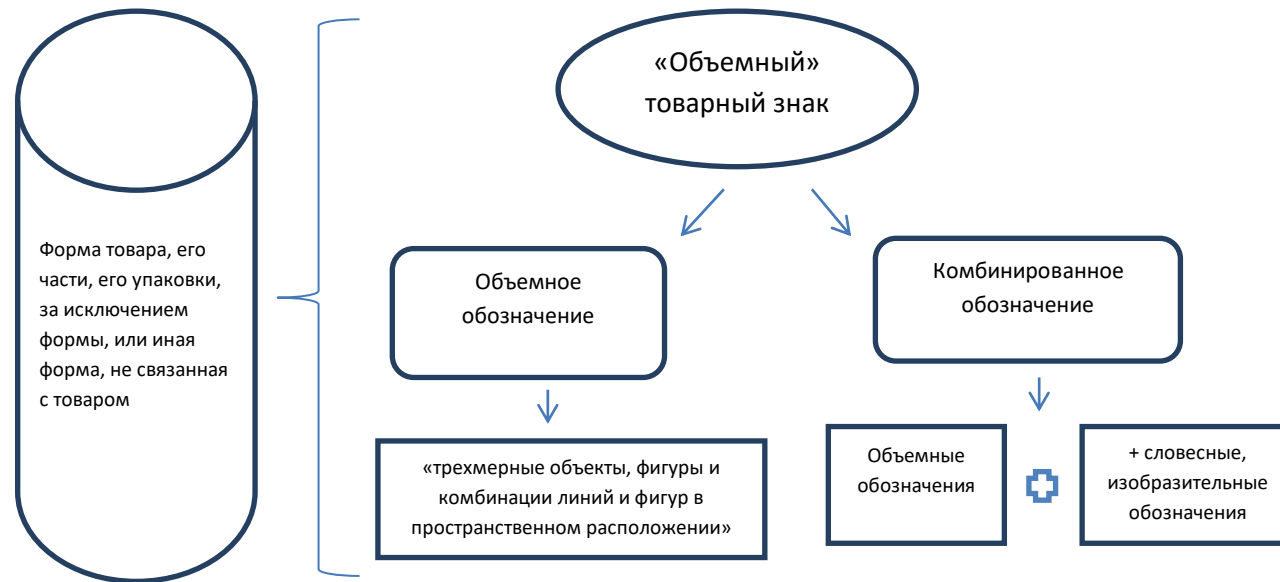 «Объемный»
товарный знак
Форма товара, его
части, его упаковки,
за исключением
формы, или иная
форма, не связанная
с товаром
Объемное
обозначение
Комбинированное
обозначение
«трехмерные объекты, фигуры и
комбинации линий и фигур в
пространственном расположении»
Объемные
обозначения
+ словесные,
изобразительные
обозначения